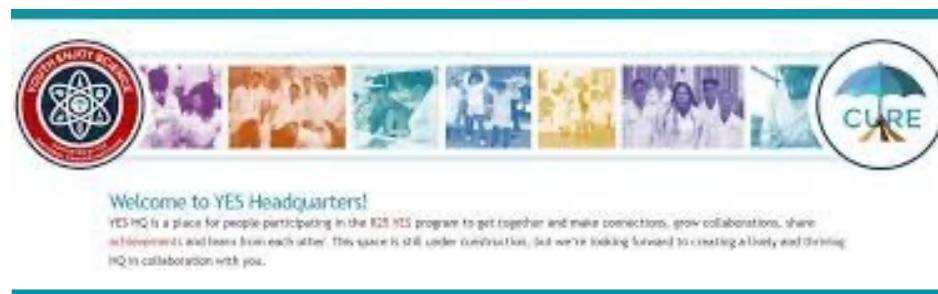 YOUTH ENJOY SCIENCE
CURE
Welcome to YES Headquarters!
YES HQ is a place for people participating in the R25 YES program to get together and make connections, grow collaborations, share
achievements and learn from each other. This space is still under construction, but we're looking forward to creating a lively and thriving
HQ in collaboration with you.